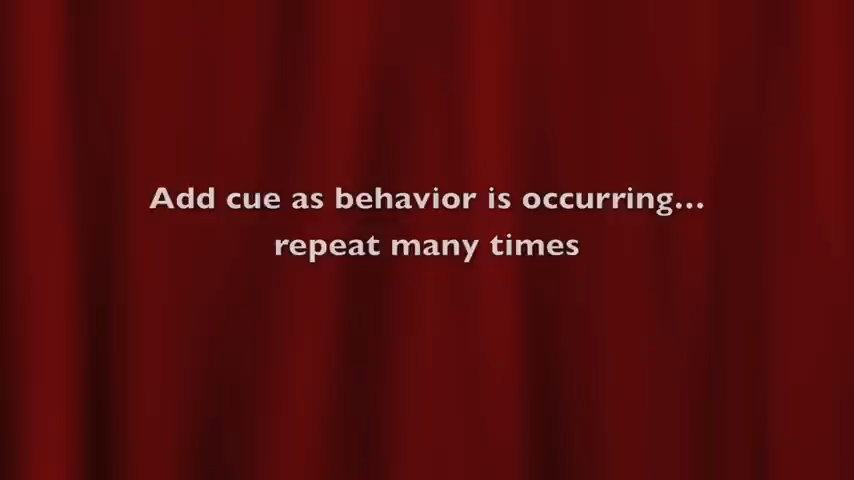 Add cue as behavior is occurring...
repeat many times